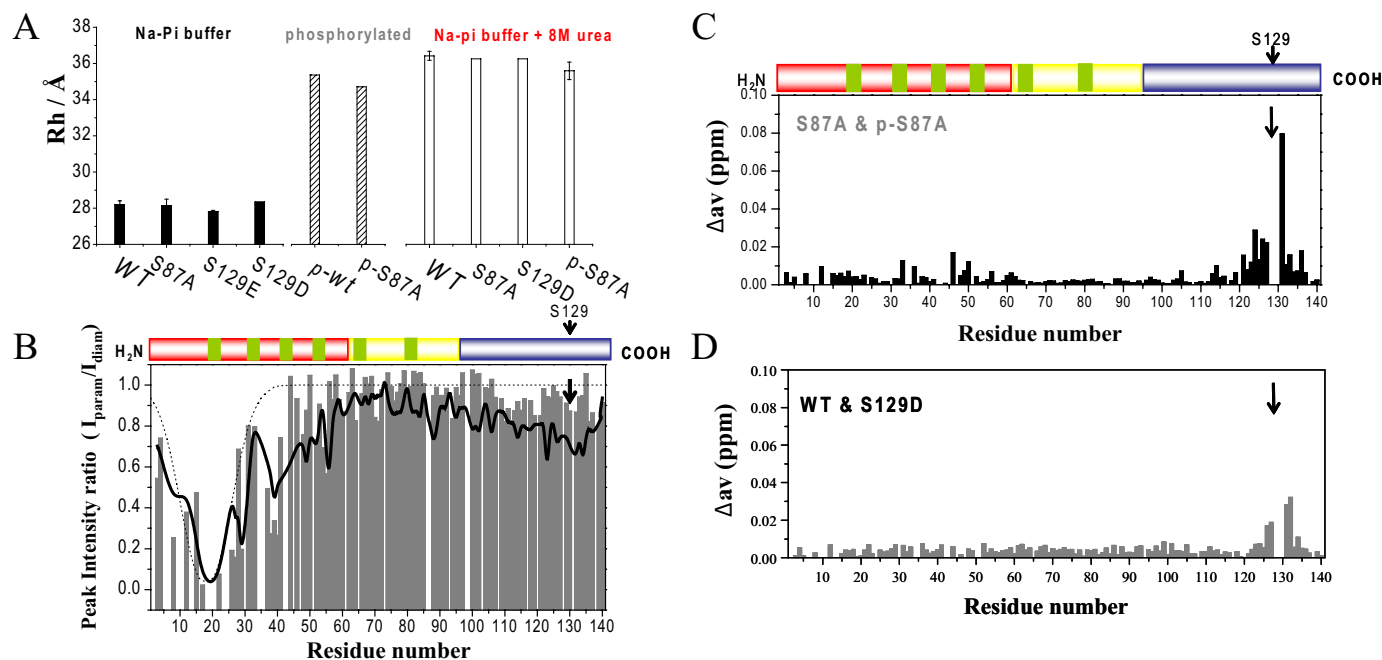 A
Na-Pi buffer
phosphorylated
Na-pi buffer + 8M urea
Rh / Å
38
36
34
32
30
28
26
WT
S87A
S129E
S129D
p-wt
p-S87A
WT
S87A
S129D
p-S87A
B
S129
H2N
COOH
Peak Intensity ratio ( Iparam/Idiam)
1.0
0.8
0.6
0.4
0.2
0.0
10 20 30 40 50 60 70 80 90 100 110 120 130 140
Residue number
C
S129
H2N
COOH
S87A & p-S87A
Δav (ppm)
0.10
0.08
0.06
0.04
0.02
0.00
10 20 30 40 50 60 70 80 90 100 110 120 130 140
Residue number
D
WT & S129D
Δav (ppm)
0.10
0.08
0.06
0.04
0.02
0.00
10 20 30 40 50 60 70 80 90 100 110 120 130 140
Residue number